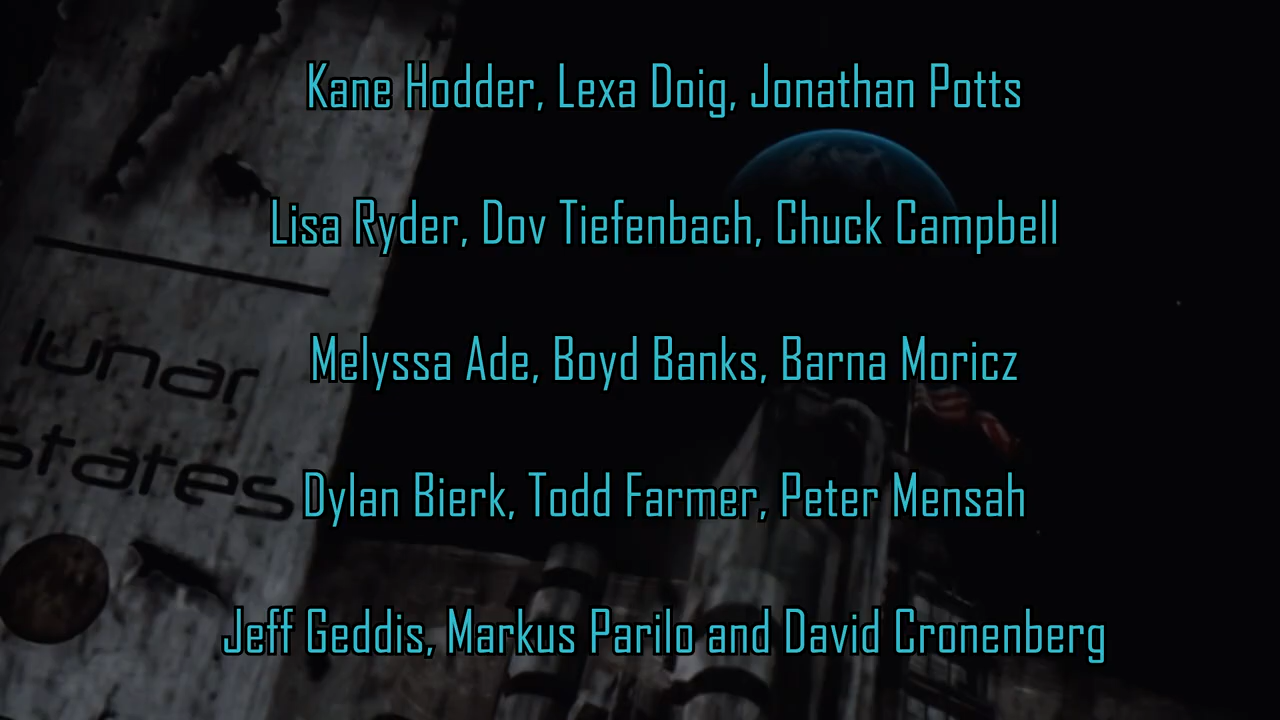 Kane Hodder, Lexa Doig, Jonathan Potts
Lisa Ryder, Dov Tiefenbach, Chuck Campbell
Melyssa Ade, Boyd Banks, Barna Moricz
lunar
states
Dylan Bierk, Todd Farmer, Peter Mensah
Jeff Geddis, Markus Parilo and David Cronenberg